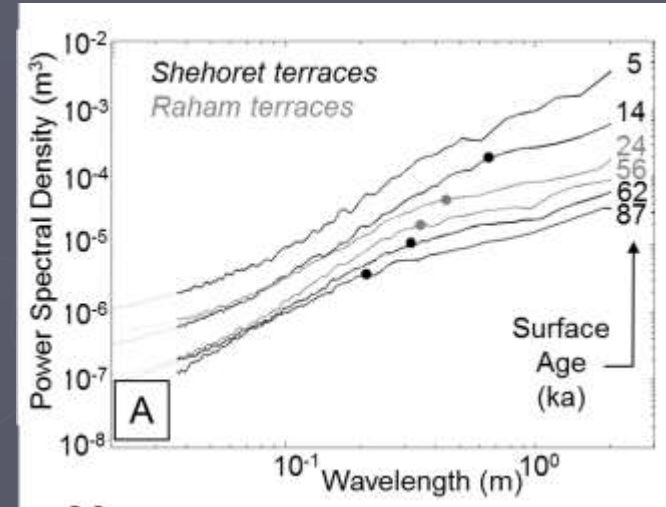 10-2
10-3
10-4
10-5
10-6
10-7
10-8
Power Spectral Density (m3)
Shehoret terraces
Raham terraces
5
14
24
56
62
87
Surface
Age
(ka)
A
10-1
100
Wavelength (m)